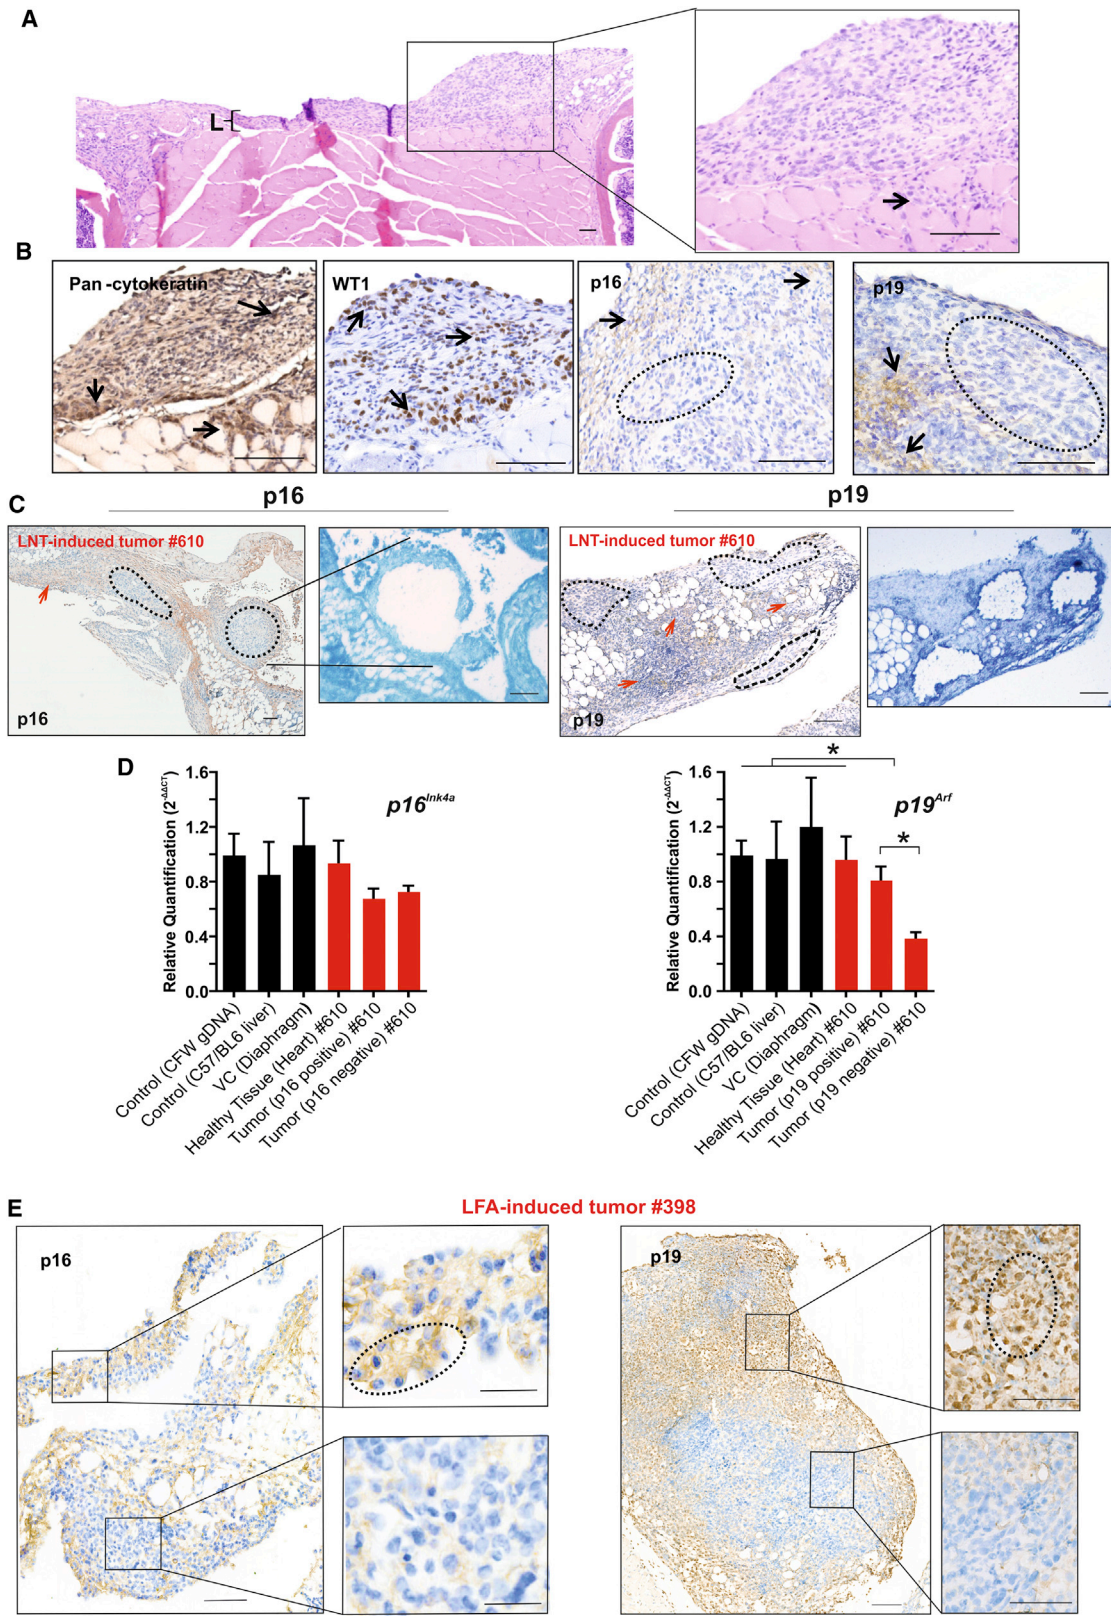 A
L
B
Pan -cytokeratin
WT1
p16
p19
C
p16
p19
LNT-induced tumor #610
p16
LNT-induced tumor #610
p19
D
Relative Quantification (2^-ΔΔCT)
1.6
1.2
0.8
0.4
0.0
p16^Ink4a
Control (CFW gDNA)
Control (C57/BL6 liver)
VC (Diaphragm)
Healthy Tissue (Heart) #610
Tumor (p16 positive) #610
Tumor (p16 negative) #610
Relative Quantification (2^-ΔΔCT)
1.6
1.2
0.8
0.4
0.0
*
p19^Arf
*
Control (CFW gDNA)
Control (C57/BL6 liver)
VC (Diaphragm)
Healthy Tissue (Heart) #610
Tumor (p19 positive) #610
Tumor (p19 negative) #610
E
LFA-induced tumor #398
p16
p19